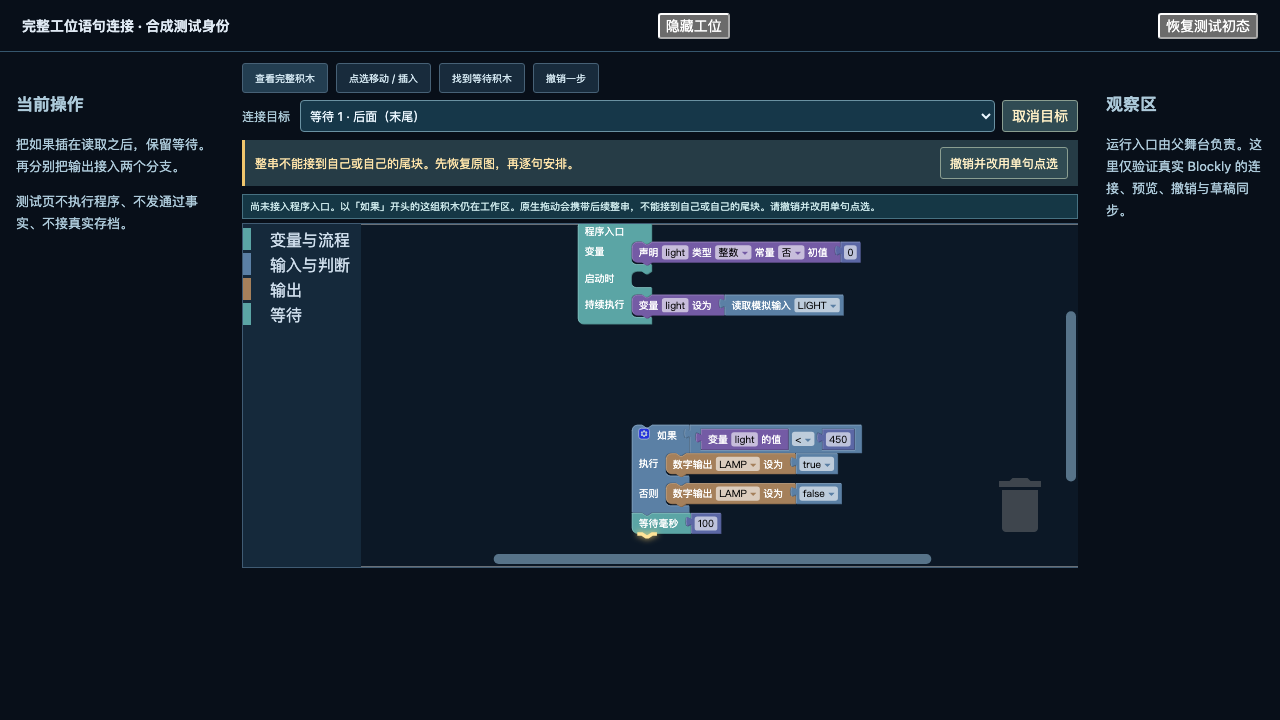 完整工位语句连接 · 合成测试身份
隐藏工位
恢复测试初态
当前操作
把如果插在读取之后，保留等待。
再分别把输出接入两个分支。
测试页不执行程序、不发通过事
实、不接真实存档。
查看完整积木
点选移动 / 插入
找到等待积木
撤销一步
连接目标
等待 1 · 后面（末尾）
取消目标
整串不能接到自己或自己的尾块。先恢复原图，再逐句安排。
撤销并改用单句点选
尚未接入程序入口。以「如果」开头的这组积木仍在工作区。原生拖动会携带后续整串，不能接到自己或自己的尾块。请撤销并改用单句点选。
变量与流程
输入与判断
输出
等待
程序入口
变量 声明 light 类型 整数 常量 否 初值 0
启动时
持续执行 变量 light 设为 读取模拟输入 LIGHT
如果 变量 light 的值 < 450
执行 数字输出 LAMP 设为 true
否则 数字输出 LAMP 设为 false
等待毫秒 100
观察区
运行入口由父舞台负责。这
里仅验证真实 Blockly 的连
接、预览、撤销与草稿同
步。